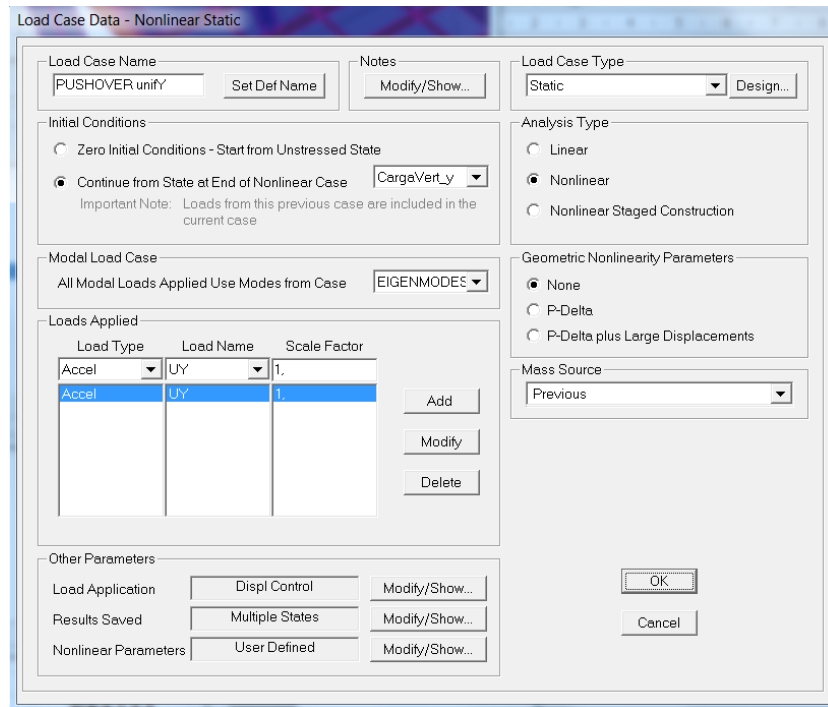 Load Case Data - Nonlinear Static
Load Case Name
PUSHOVER unifY
Set Def Name
Notes
Modify/Show...
Load Case Type
Static
Design...
Initial Conditions
Zero Initial Conditions - Start from Unstressed State
Continue from State at End of Nonlinear Case
CargaVert_y
Important Note: Loads from this previous case are included in the
current case
Analysis Type
Linear
Nonlinear
Nonlinear Staged Construction
Modal Load Case
All Modal Loads Applied Use Modes from Case
EIGENMODES
Geometric Nonlinearity Parameters
None
P-Delta
P-Delta plus Large Displacements
Loads Applied
Load Type Load Name Scale Factor
Accel UY 1,
Accel UY 1,
Add
Modify
Delete
Mass Source
Previous
Other Parameters
Load Application Displ Control Modify/Show...
Results Saved Multiple States Modify/Show...
Nonlinear Parameters User Defined Modify/Show...
OK
Cancel